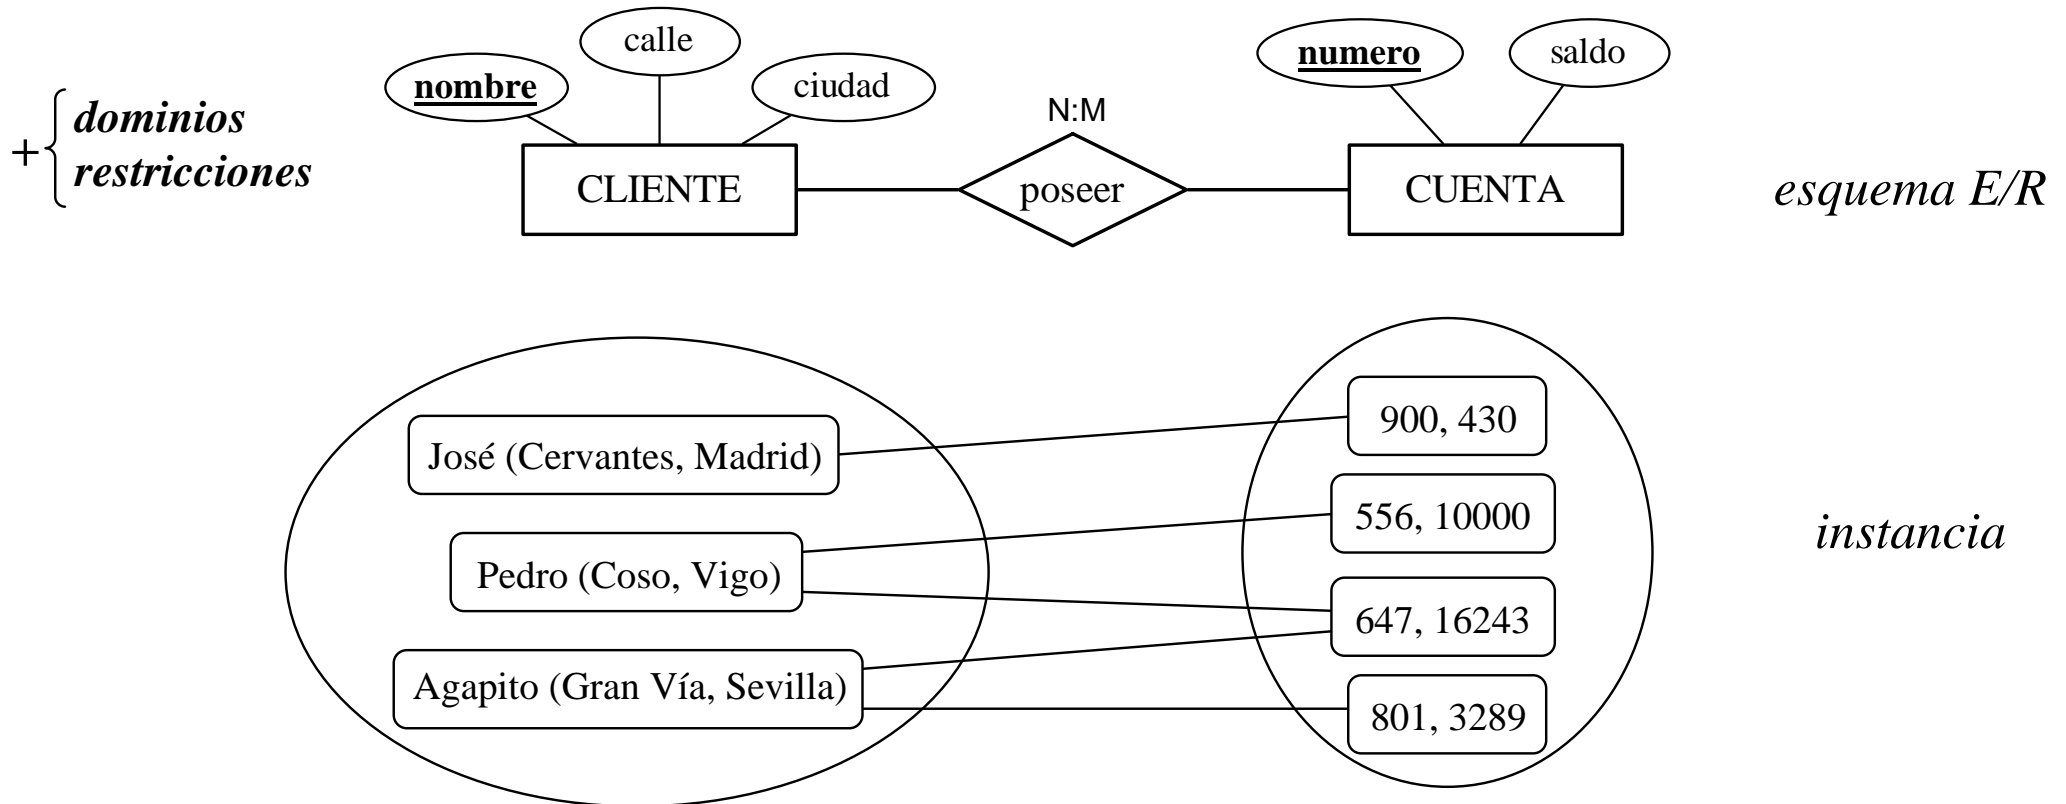 calle
nombre
ciudad
numero
saldo
N:M
+
dominios
restricciones
CLIENTE
poseer
CUENTA
esquema E/R
José (Cervantes, Madrid)
900, 430
Pedro (Coso, Vigo)
556, 10000
instancia
Agapito (Gran Vía, Sevilla)
647, 16243
801, 3289